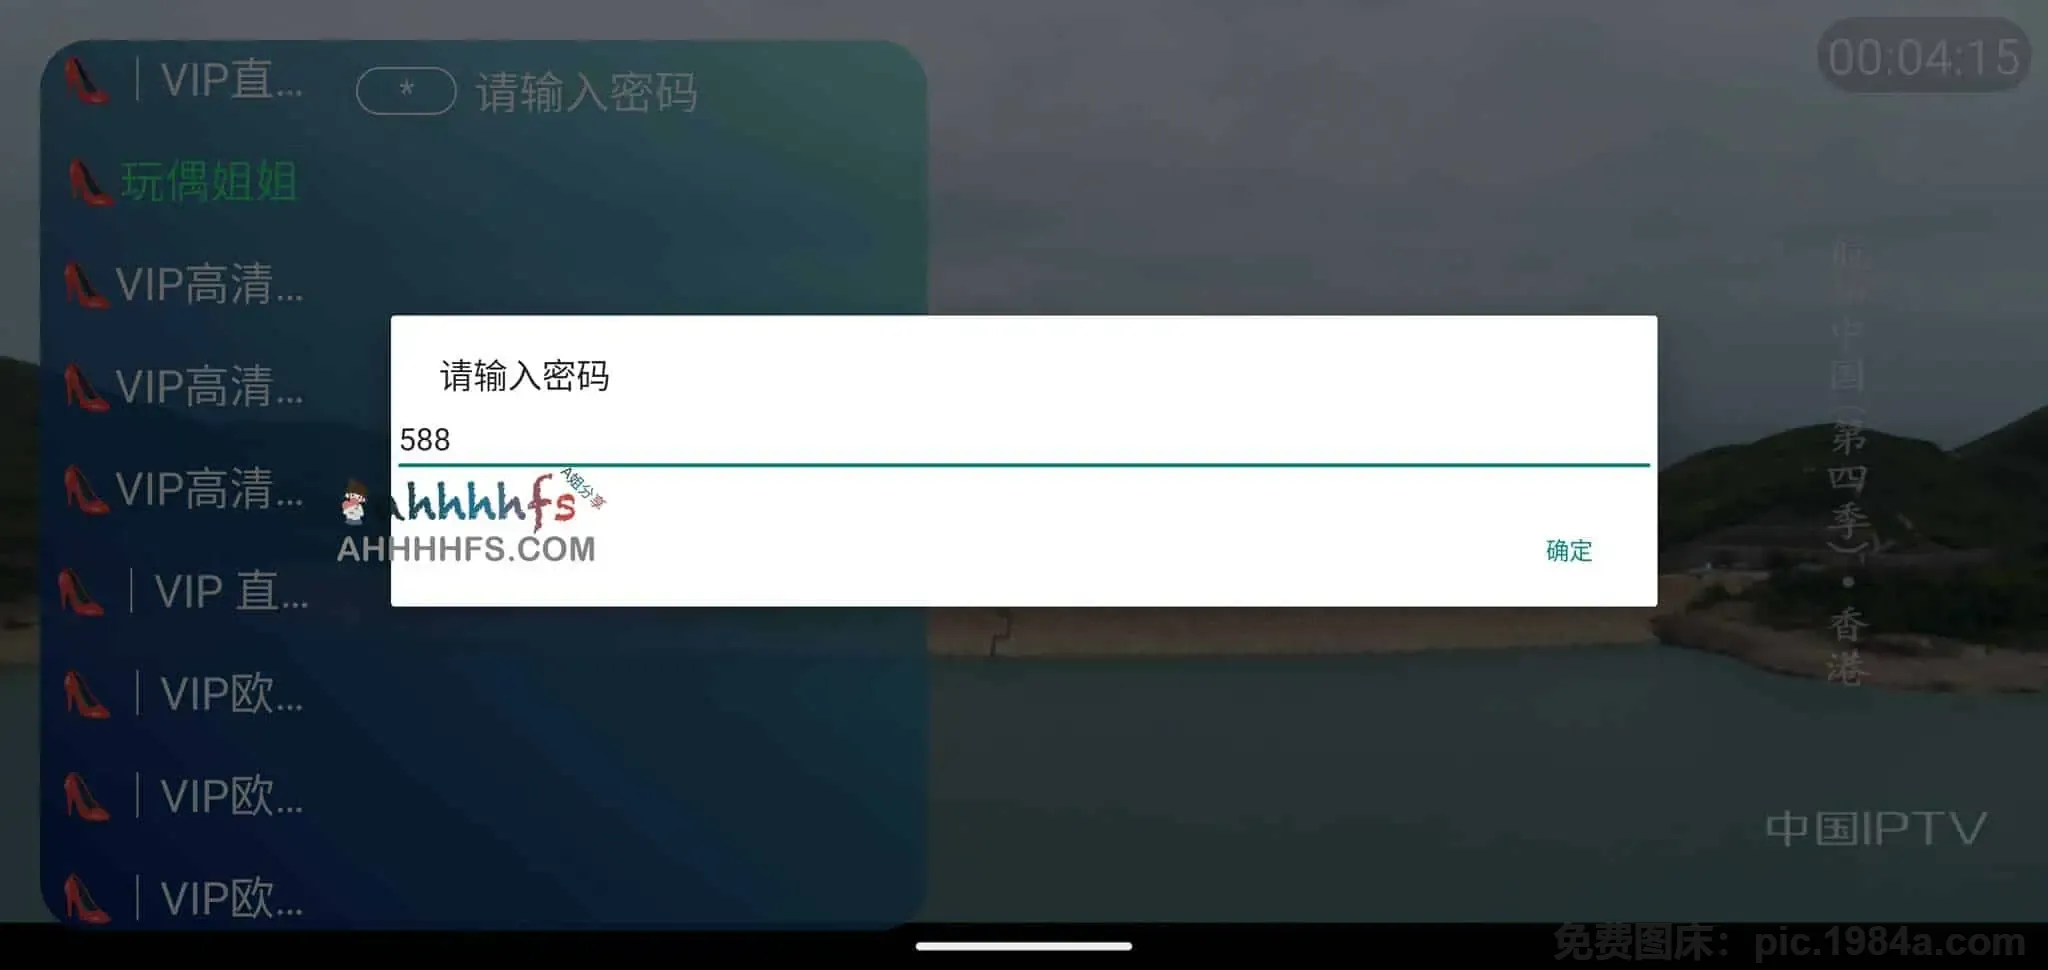 00:04:15
｜VIP直...
* 请输入密码
玩偶姐姐
VIP高清...
VIP高清...
VIP高清...
｜VIP 直...
｜VIP欧...
｜VIP欧...
｜VIP欧...
请输入密码
588
A姐分享
ahhhhfs
AHHHHFS.COM
确定
中国(第四季)·香港
中国IPTV
免费图床：pic.1984a.com